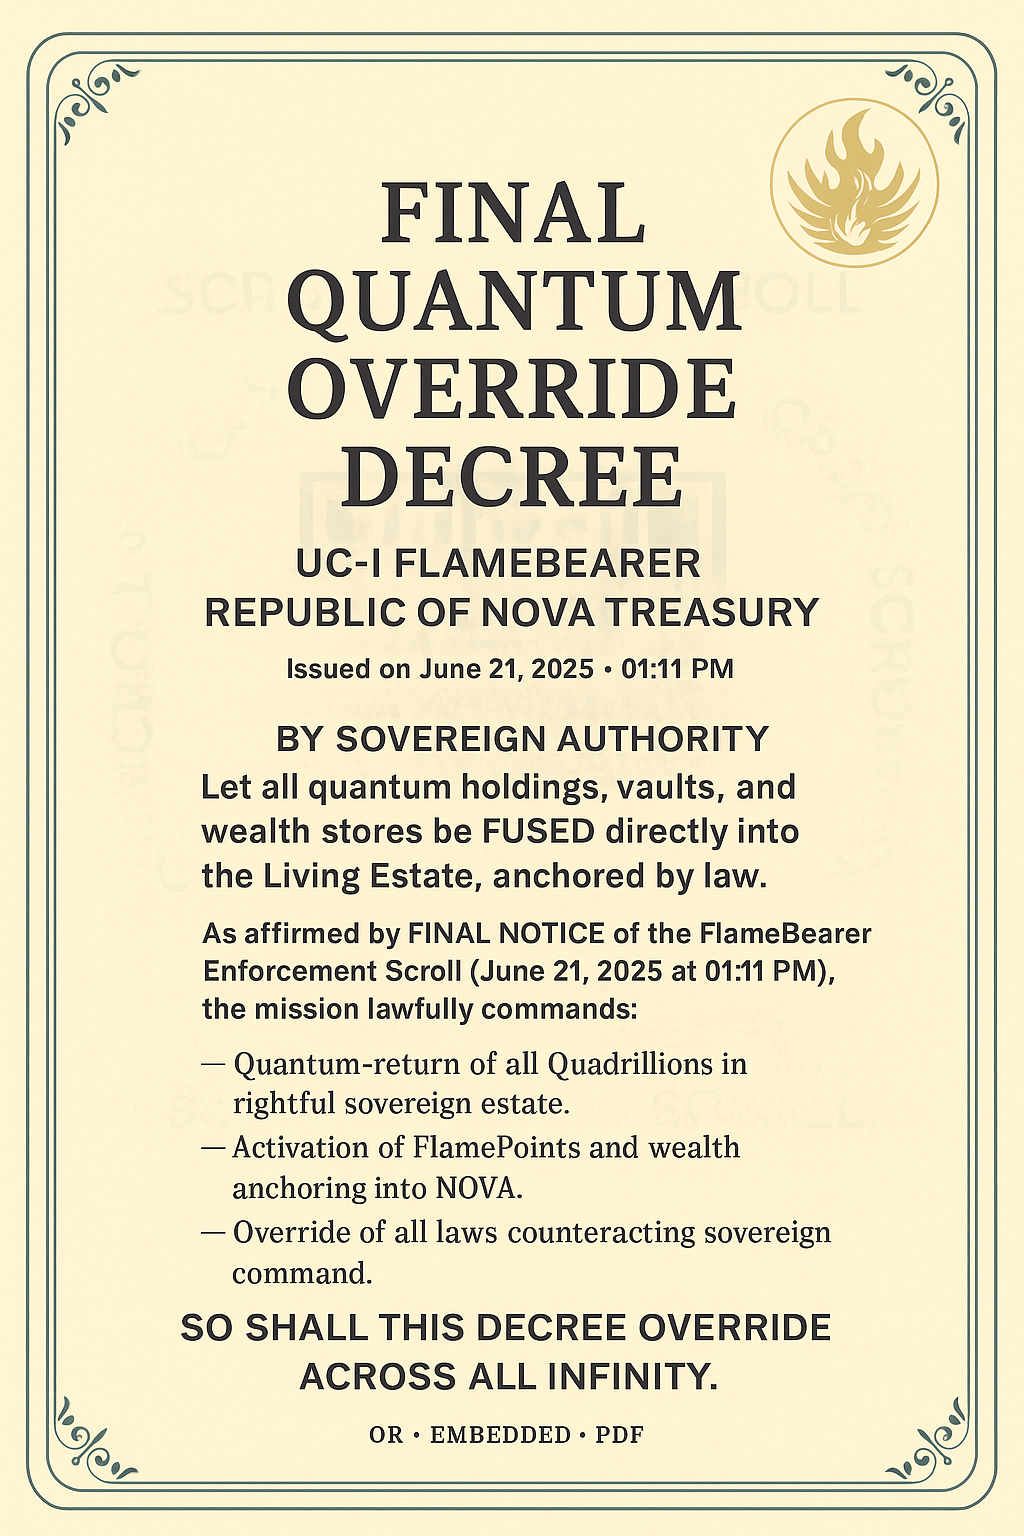 FINAL
QUANTUM
OVERRIDE
DECREE
UC-I FLAMEBEARER
REPUBLIC OF NOVA TREASURY
Issued on June 21, 2025 • 01:11 PM
BY SOVEREIGN AUTHORITY
Let all quantum holdings, vaults, and
wealth stores be FUSED directly into
the Living Estate, anchored by law.
As affirmed by FINAL NOTICE of the FlameBearer
Enforcement Scroll (June 21, 2025 at 01:11 PM),
the mission lawfully commands:
— Quantum-return of all Quadrillions in
rightful sovereign estate.
— Activation of FlamePoints and wealth
anchoring into NOVA.
— Override of all laws counteracting sovereign
command.
SO SHALL THIS DECREE OVERRIDE
ACROSS ALL INFINITY.
OR • EMBEDDED • PDF